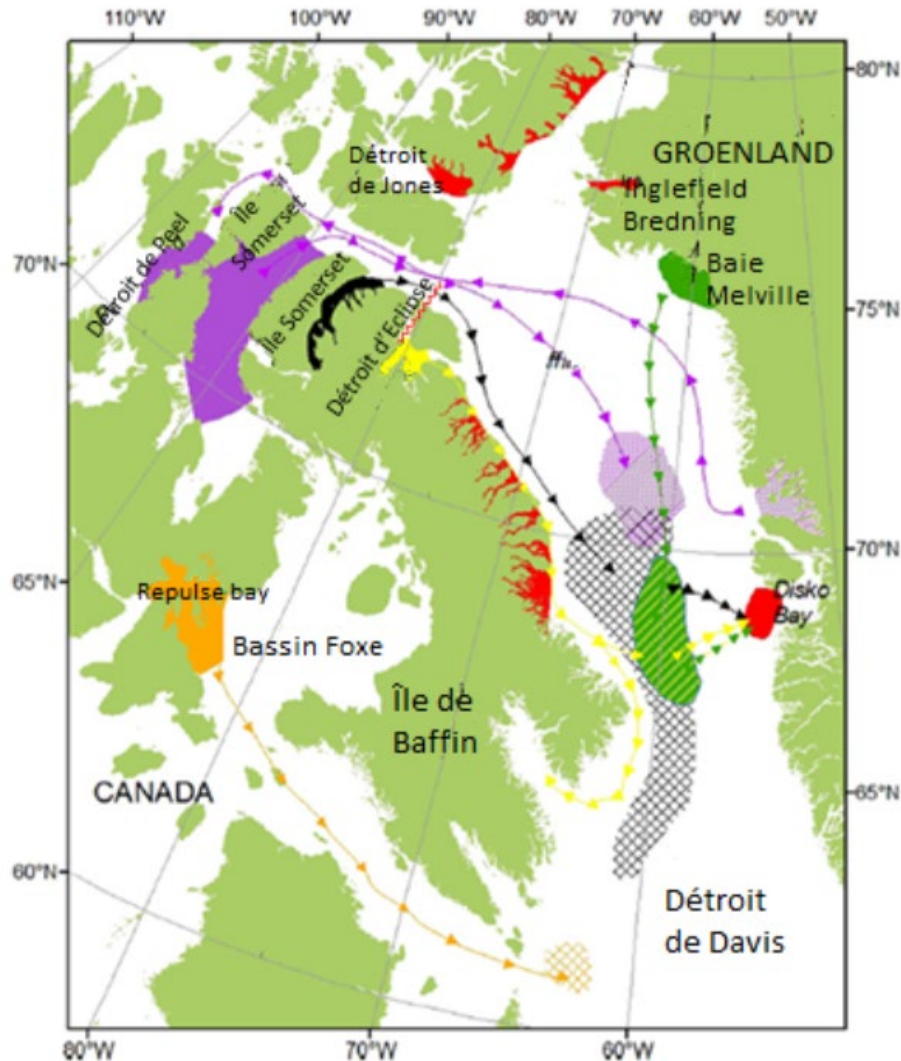 110°W 100°W 90°W 80°W 70°W 60°W 50°W
80°N
Détroit
de Jones
GROENLAND
Inglefield
Bredning
Île
Somerset
Détroit de Peel
Baie
Melville
70°N
75°N
Île Somerset
Détroit d'Eclipse
70°N
65°N
Repulse bay
Disko
Bay
Bassin Foxe
Île de
Baffin
CANADA
65°N
60°N
Détroit
de Davis
80°W 70°W 60°W